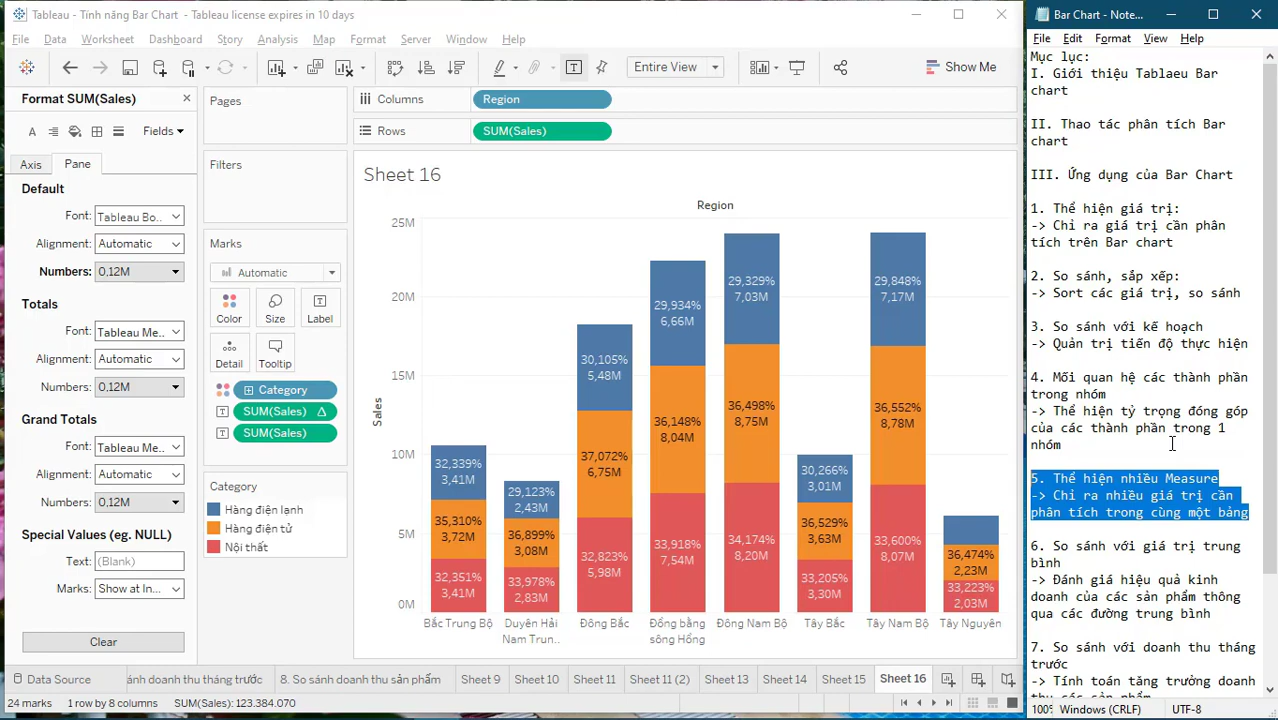 Tableau - Tính năng Bar Chart - Tableau license expires in 10 days
File Data Worksheet Dashboard Story Analysis Map Format Server Window Help
Entire View
Show Me
Format SUM(Sales)
Fields
Axis Pane
Default
Font: Tableau Bo..
Alignment: Automatic
Numbers: 0,12M
Totals
Font: Tableau Me..
Alignment: Automatic
Numbers: 0,12M
Grand Totals
Font: Tableau Me..
Alignment: Automatic
Numbers: 0,12M
Special Values (eg. NULL)
Text: (Blank)
Marks: Show at In...
Clear
Pages
Filters
Marks
Automatic
Color Size Label
Detail Tooltip
Category
SUM(Sales) Δ
SUM(Sales)
Category
Hàng điện lạnh
Hàng điện tử
Nội thất
Columns Region
Rows SUM(Sales)
Sheet 16
Region
Sales
25M
20M
15M
10M
5M
0M
32,339%
3,41M
35,310%
3,72M
32,351%
3,41M
29,123%
2,43M
36,899%
3,08M
33,978%
2,83M
30,105%
5,48M
37,072%
6,75M
32,823%
5,98M
29,934%
6,66M
36,148%
8,04M
33,918%
7,54M
29,329%
7,03M
36,498%
8,75M
34,174%
8,20M
30,266%
3,01M
36,529%
3,63M
33,205%
3,30M
29,848%
7,17M
36,552%
8,78M
33,600%
8,07M
36,474%
2,23M
33,223%
2,03M
Bắc Trung Bộ
Duyên Hải
Nam Trun..
Đông Bắc
Đồng bằng
sông Hồng
Đông Nam Bộ
Tây Bắc
Tây Nam Bộ
Tây Nguyên
Data Source
ánh doanh thu tháng trước
8. So sánh doanh thu sản phẩm
Sheet 9
Sheet 10
Sheet 11
Sheet 11 (2)
Sheet 13
Sheet 14
Sheet 15
Sheet 16
24 marks 1 row by 8 columns SUM(Sales): 123.381.070
Bar Chart - Note...
File Edit Format View Help
Mục lục:
I. Giới thiệu Tablaeu Bar
chart
II. Thao tác phân tích Bar
chart
III. Ứng dụng của Bar Chart
1. Thể hiện giá trị:
-> Chỉ ra giá trị cần phân
tích trên Bar chart
2. So sánh, sắp xếp:
-> Sort các giá trị, so sánh
3. So sánh với kế hoạch
-> Quản trị tiến độ thực hiện
4. Mối quan hệ các thành phần
trong nhóm
-> Thể hiện tỷ trọng đóng góp
của các thành phần trong 1
nhóm
5. Thể hiện nhiều Measure
-> Chỉ ra nhiều giá trị cần
phân tích trong cùng một bảng
6. So sánh với giá trị trung
bình
-> Đánh giá hiệu quả kinh
doanh của các sản phẩm thông
qua các đường trung bình
7. So sánh với doanh thu tháng
trước
-> Tính toán tăng trưởng doanh
thu các sản phẩm
100% Windows (CRLF) UTF-8